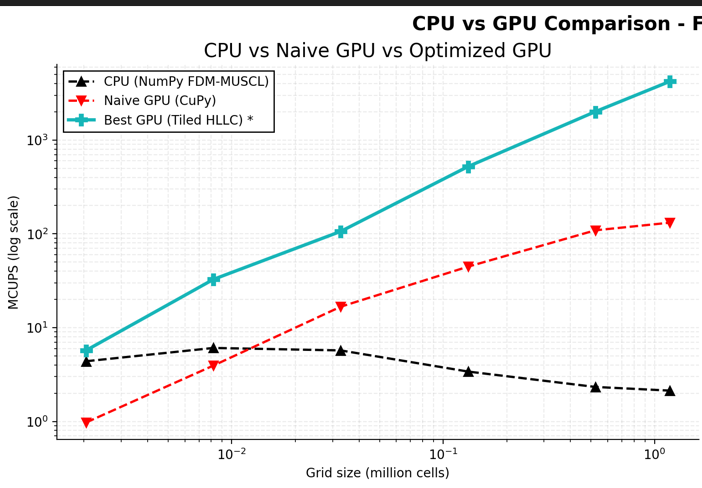 CPU vs GPU Comparison - F
CPU vs Naive GPU vs Optimized GPU
CPU (NumPy FDM-MUSCL)
Naive GPU (CuPy)
Best GPU (Tiled HLLC) *
MCUPS (log scale)
10³
10²
10¹
10⁰
10⁻²
10⁻¹
10⁰
Grid size (million cells)